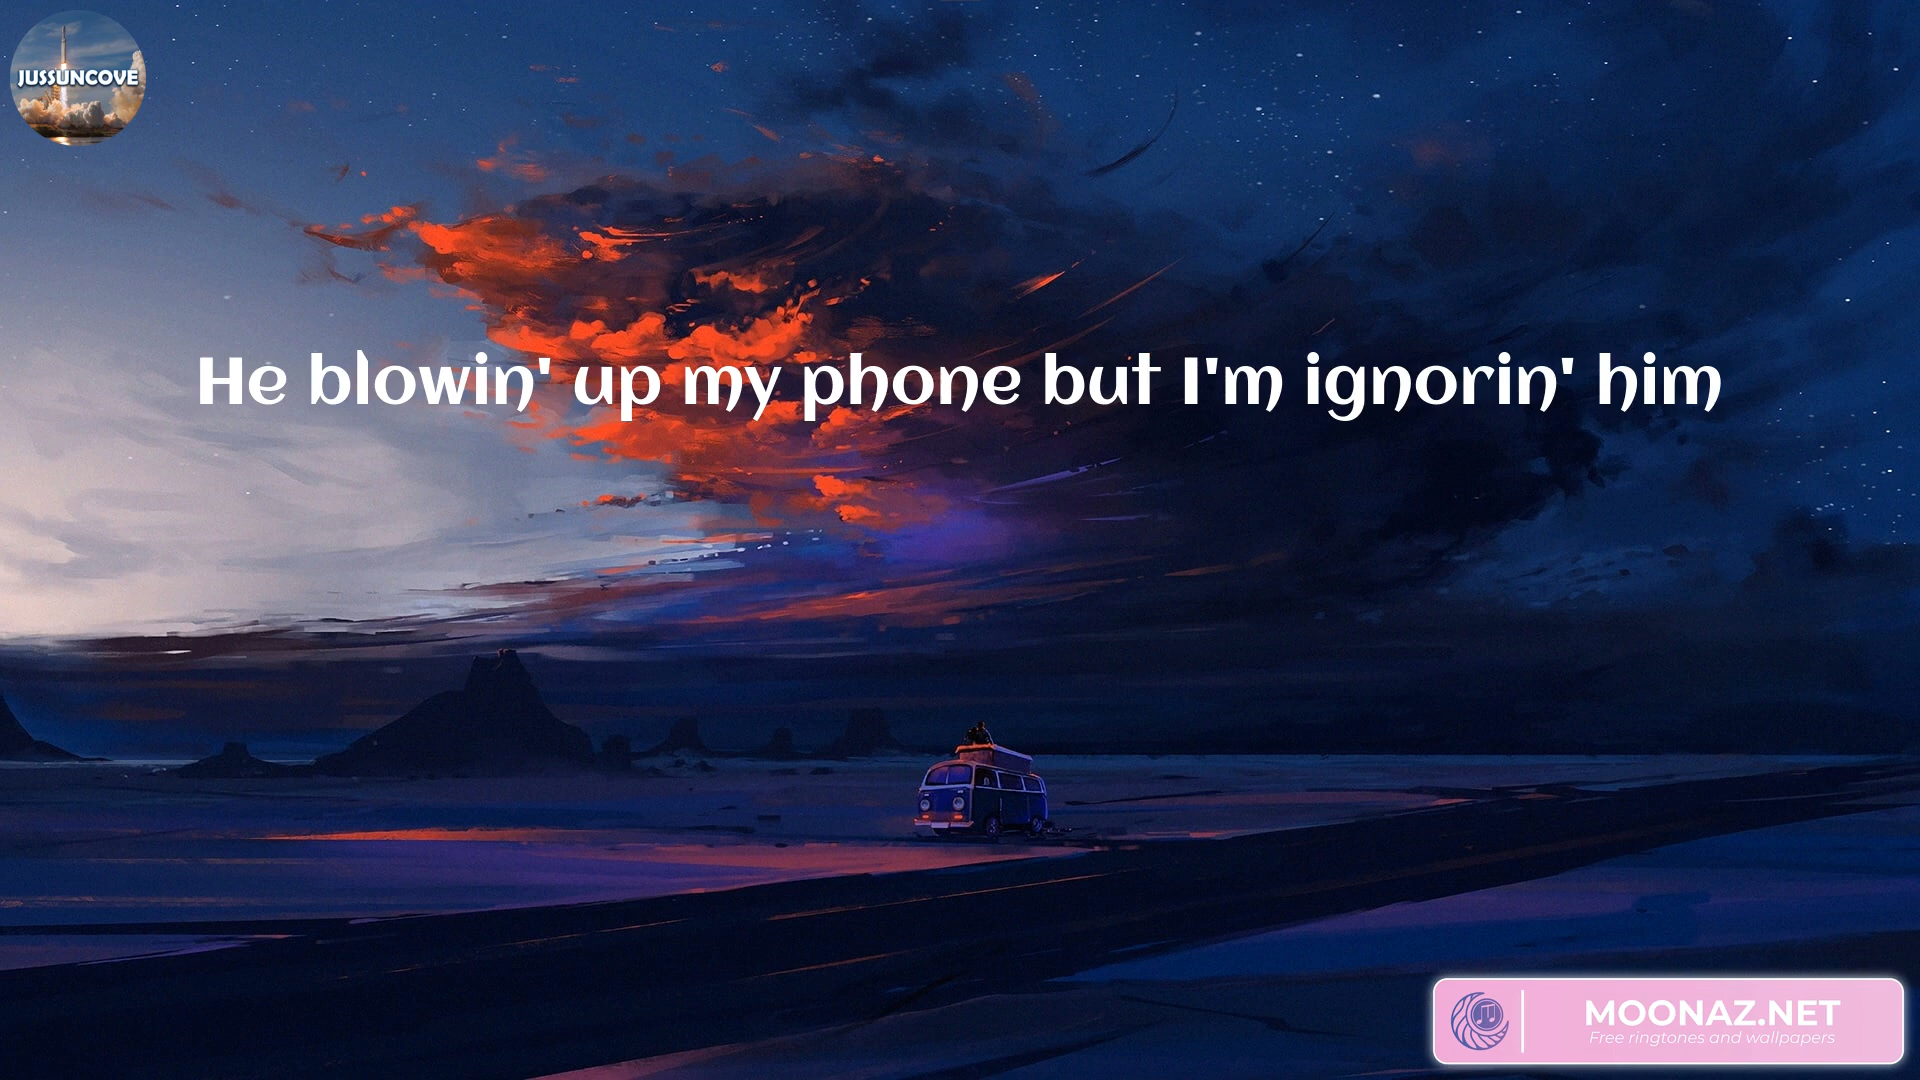 JUSSUNCOVE
He blowin' up my phone but I'm ignorin' him
MOONAZ.NET
Free ringtones and wallpapers